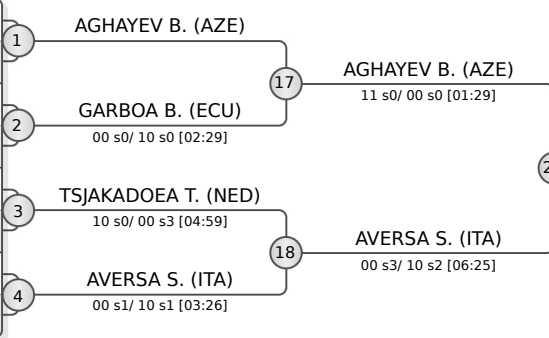 AGHAYEV B. (AZE)
1
17
AGHAYEV B. (AZE)
11 s0/ 00 s0 [01:29]
GARBOA B. (ECU)
2
00 s0/ 10 s0 [02:29]
TSJAKADOEA T. (NED)
3
10 s0/ 00 s3 [04:59]
18
AVERSA S. (ITA)
00 s3/ 10 s2 [06:25]
AVERSA S. (ITA)
4
00 s1/ 10 s1 [03:26]